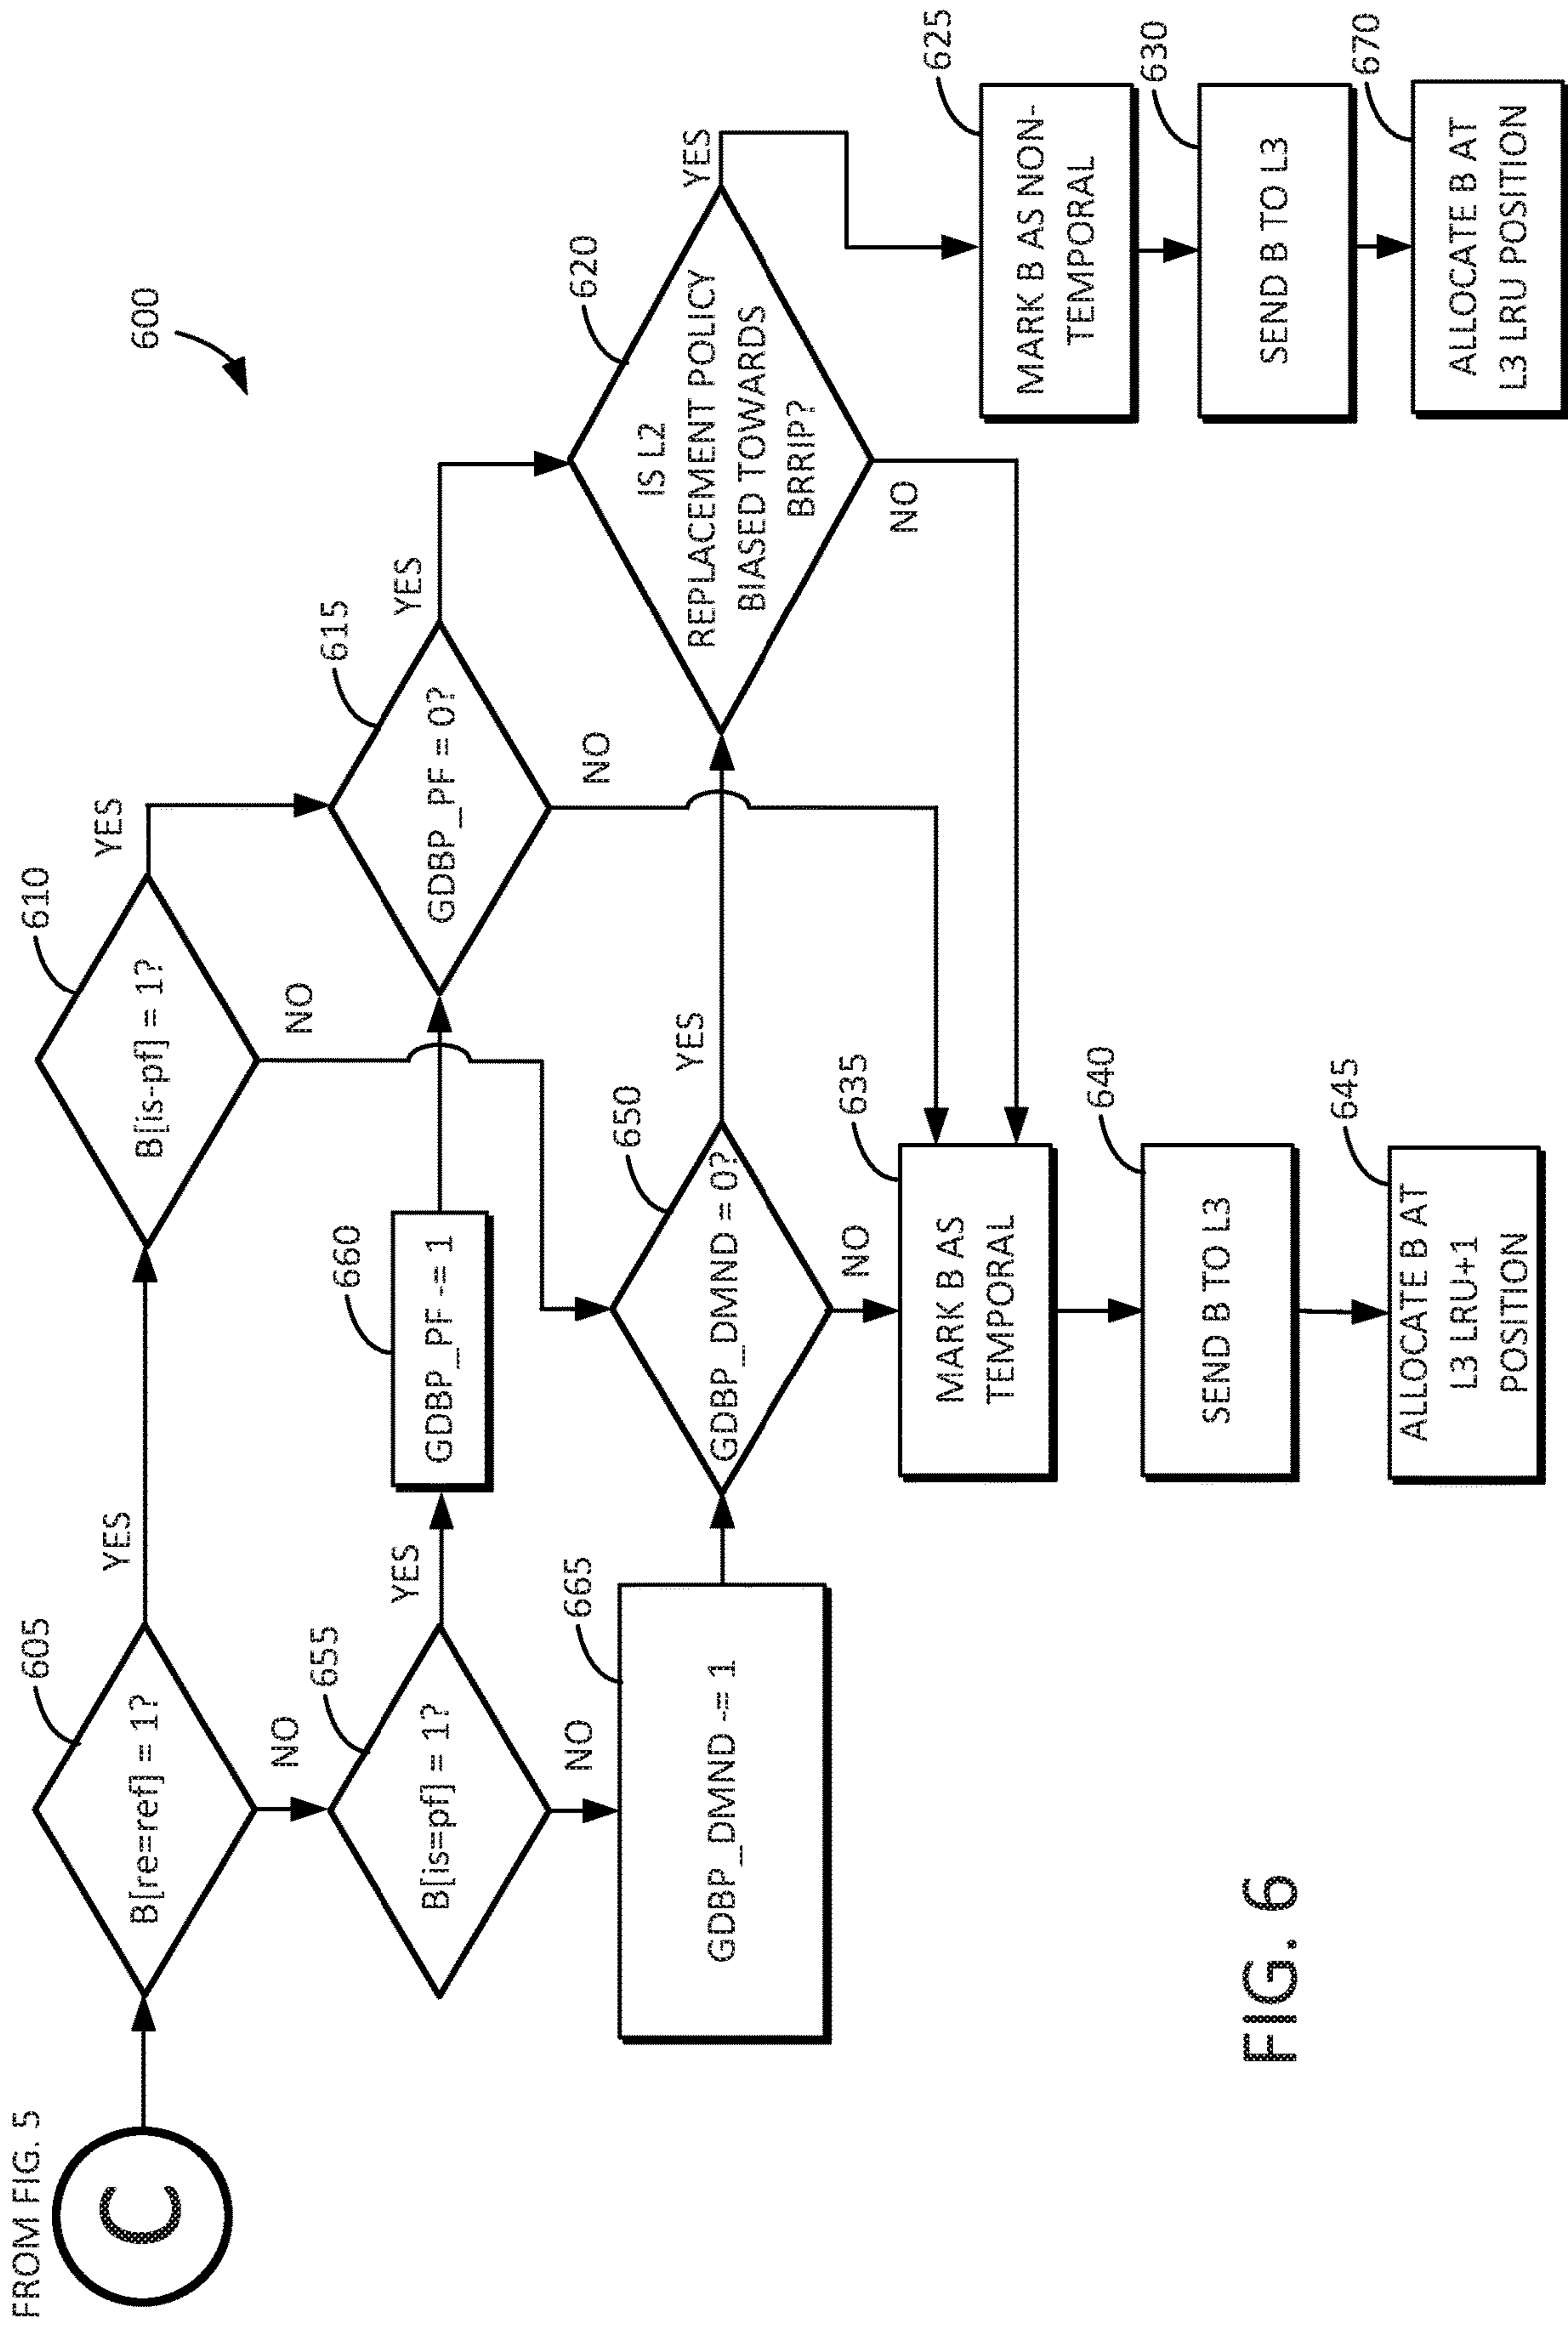 FROM FIG. 5
C
600
605
B[re=ref] = 1?
YES
NO
610
B[is-pf] = 1?
YES
NO
655
B[is=pf] = 1?
YES
NO
660
GDBP_PF -= 1
615
GDBP_PF = 0?
YES
NO
665
GDBP_DMND -= 1
650
GDBP_DMND = 0?
YES
NO
620
IS L2
REPLACEMENT POLICY
BIASED TOWARDS
BRRIP?
YES
NO
635
MARK B AS
TEMPORAL
625
MARK B AS NON-
TEMPORAL
640
SEND B TO L3
630
SEND B TO L3
645
ALLOCATE B AT
L3 LRU+1
POSITION
670
ALLOCATE B AT
L3 LRU POSITION
FIG. 6